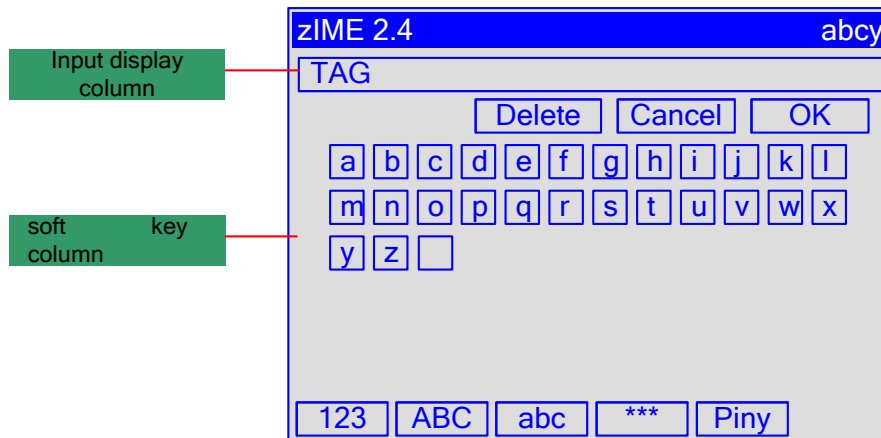 zIME 2.4 abcy
Input display
column
TAG
Delete Cancel OK
a b c d e f g h i j k l
m n o p q r s t u v w x
soft key
column
y z
123 ABC abc *** Piny